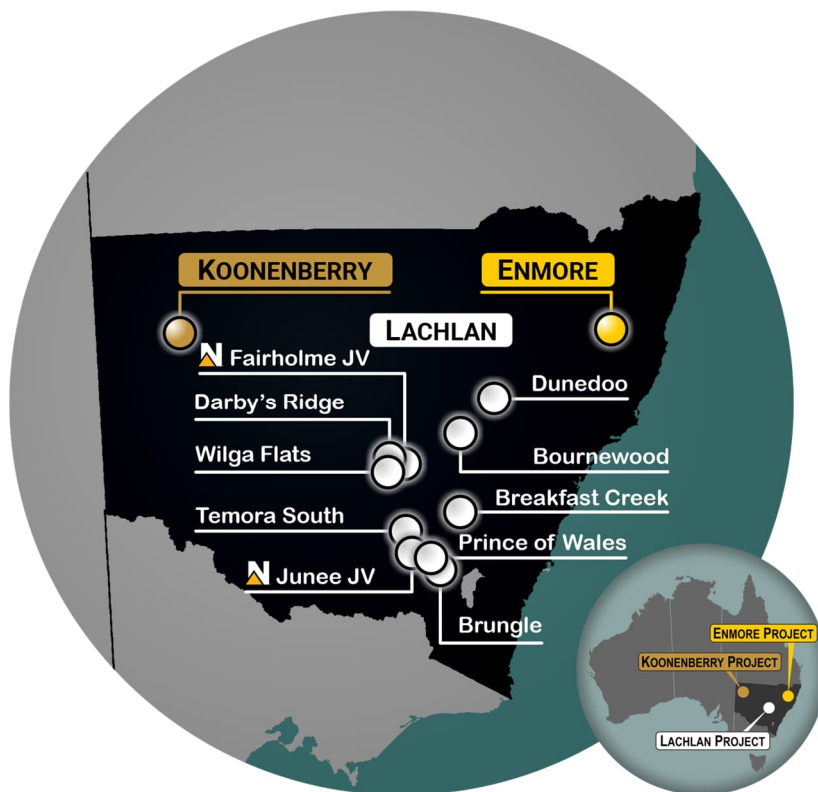 KOONENBERRY
ENMORE
LACHLAN
Fairholme JV
Dunedoo
Darby's Ridge
Wilga Flats
Bournewood
Breakfast Creek
Temora South
Prince of Wales
Junee JV
Brungle
ENMORE PROJECT
KOONENBERRY PROJECT
LACHLAN PROJECT